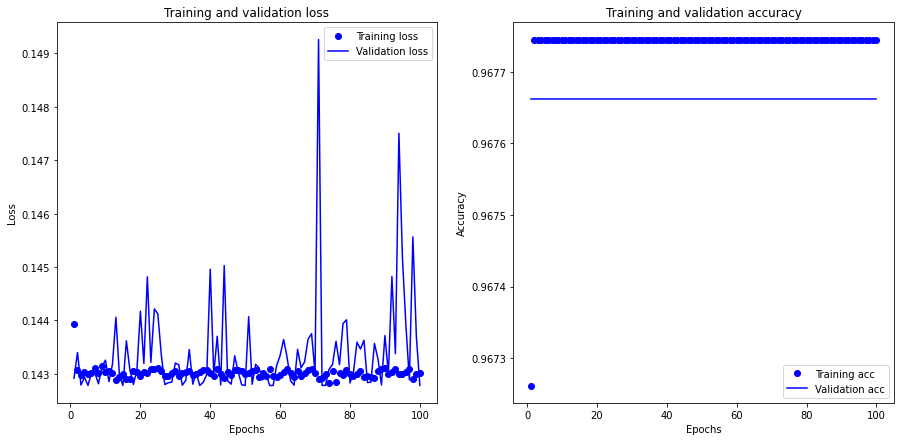 Training and validation loss
Training loss
Validation loss
0.149
0.148
0.147
0.146
0.145
0.144
0.143
Loss
0 20 40 60 80 100
Epochs
Training and validation accuracy
0.9677
0.9676
0.9675
0.9674
0.9673
Accuracy
Training acc
Validation acc
0 20 40 60 80 100
Epochs